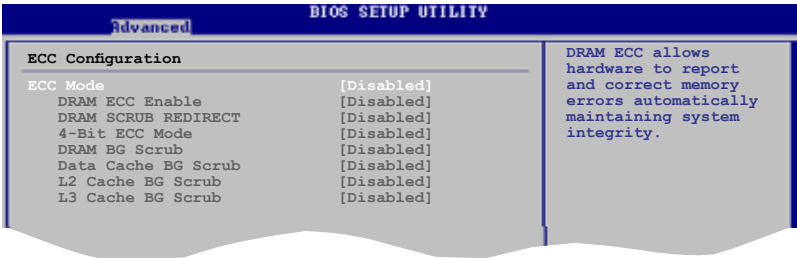 BIOS SETUP UTILITY
Advanced
ECC Configuration
ECC Mode [Disabled]
DRAM ECC Enable [Disabled]
DRAM SCRUB REDIRECT [Disabled]
4-Bit ECC Mode [Disabled]
DRAM BG Scrub [Disabled]
Data Cache BG Scrub [Disabled]
L2 Cache BG Scrub [Disabled]
L3 Cache BG Scrub [Disabled]
DRAM ECC allows
hardware to report
and correct memory
errors automatically
maintaining system
integrity.